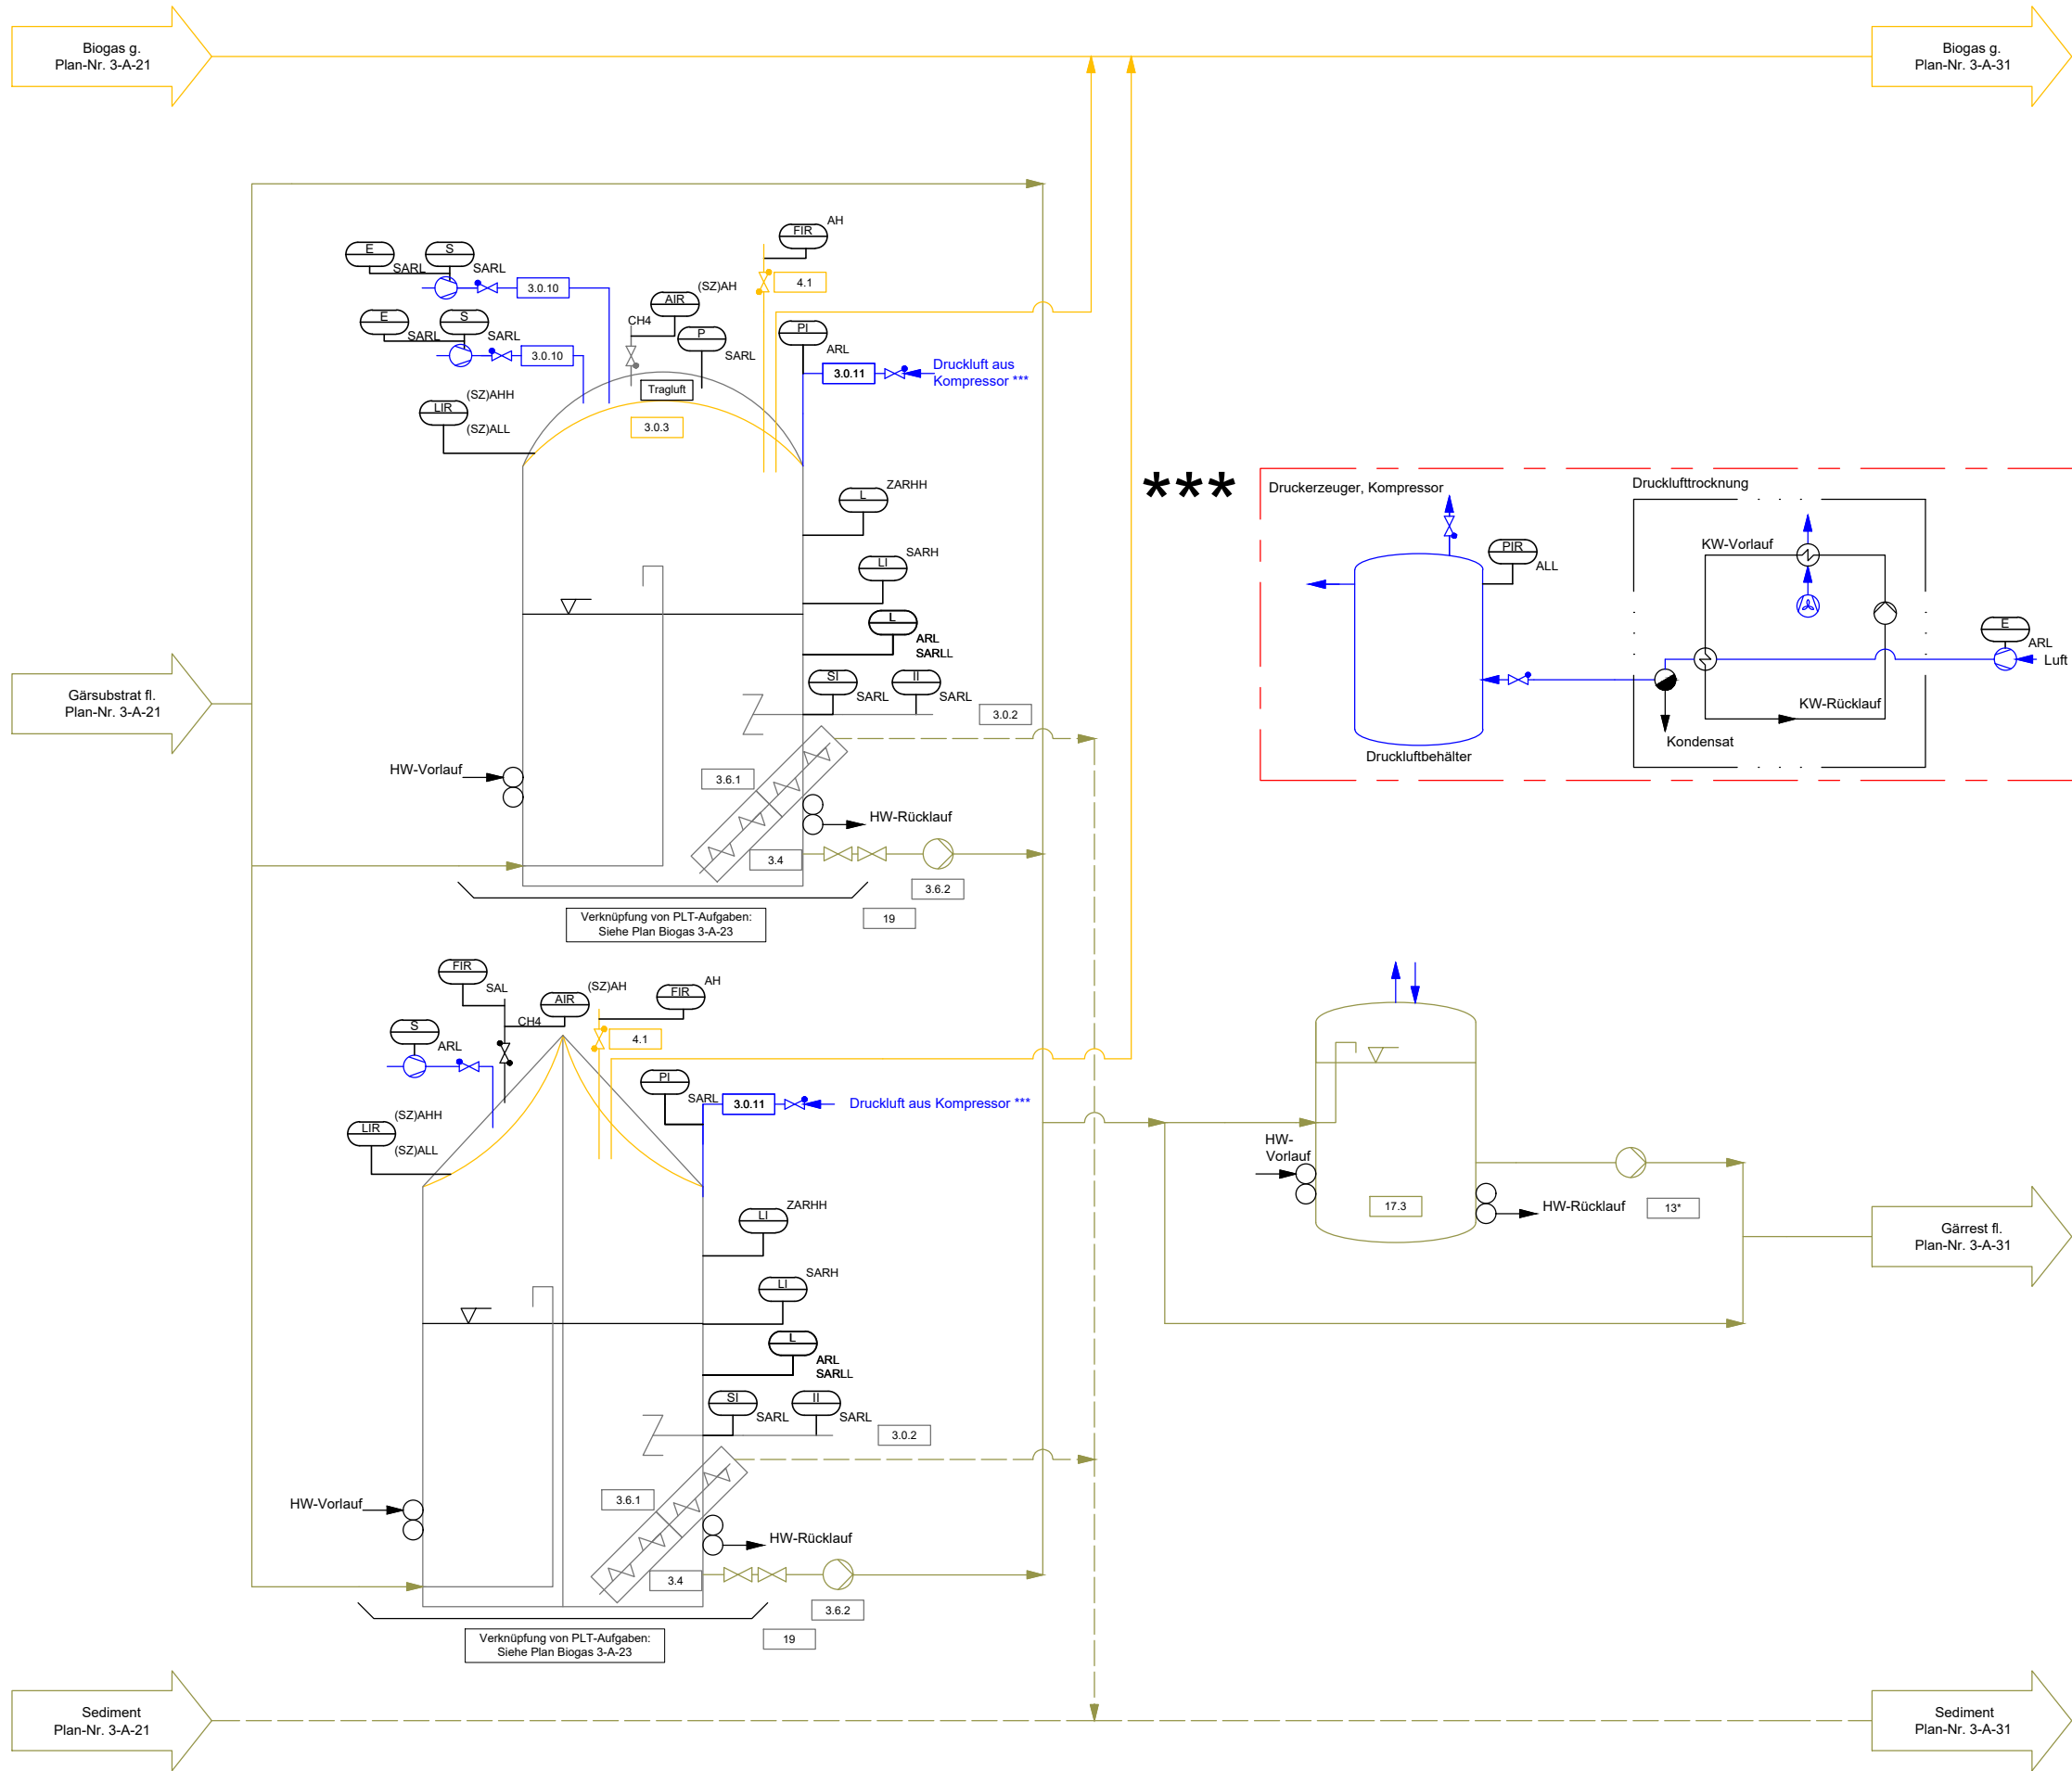 Biogas g.
Plan-Nr. 3-A-21
Biogas g.
Plan-Nr. 3-A-31
FIR
AH
E
SARL
S
SARL
3.0.10
4.1
E
SARL
S
SARL
3.0.10
AIR
(SZ)AH
CH4
P
SARL
PI
ARL
3.0.11
Druckluft aus
Kompressor ***
Tragluft
3.0.3
LIR
(SZ)AHH
(SZ)ALL
L
ZARHH
LI
SARH
L
ARL
SARLL
SI
SARL
II
SARL
3.0.2
Gärsubstrat fl.
Plan-Nr. 3-A-21
HW-Vorlauf
3.6.1
HW-Rücklauf
3.4
3.6.2
19
Verknüpfung von PLT-Aufgaben:
Siehe Plan Biogas 3-A-23
***
Druckerzeuger, Kompressor
Drucklufttrocknung
PIR
ALL
KW-Vorlauf
E
ARL
Luft
KW-Rücklauf
Kondensat
Druckluftbehälter
FIR
SAL
AIR
(SZ)AH
CH4
FIR
AH
S
ARL
4.1
PI
SARL
3.0.11
Druckluft aus Kompressor ***
LIR
(SZ)AHH
(SZ)ALL
LI
ZARHH
LI
SARH
L
ARL
SARLL
SI
SARL
II
SARL
3.0.2
HW-Vorlauf
3.6.1
HW-Rücklauf
3.4
3.6.2
19
Verknüpfung von PLT-Aufgaben:
Siehe Plan Biogas 3-A-23
HW-
Vorlauf
17.3
HW-Rücklauf
13*
Gärrest fl.
Plan-Nr. 3-A-31
Sediment
Plan-Nr. 3-A-21
Sediment
Plan-Nr. 3-A-31